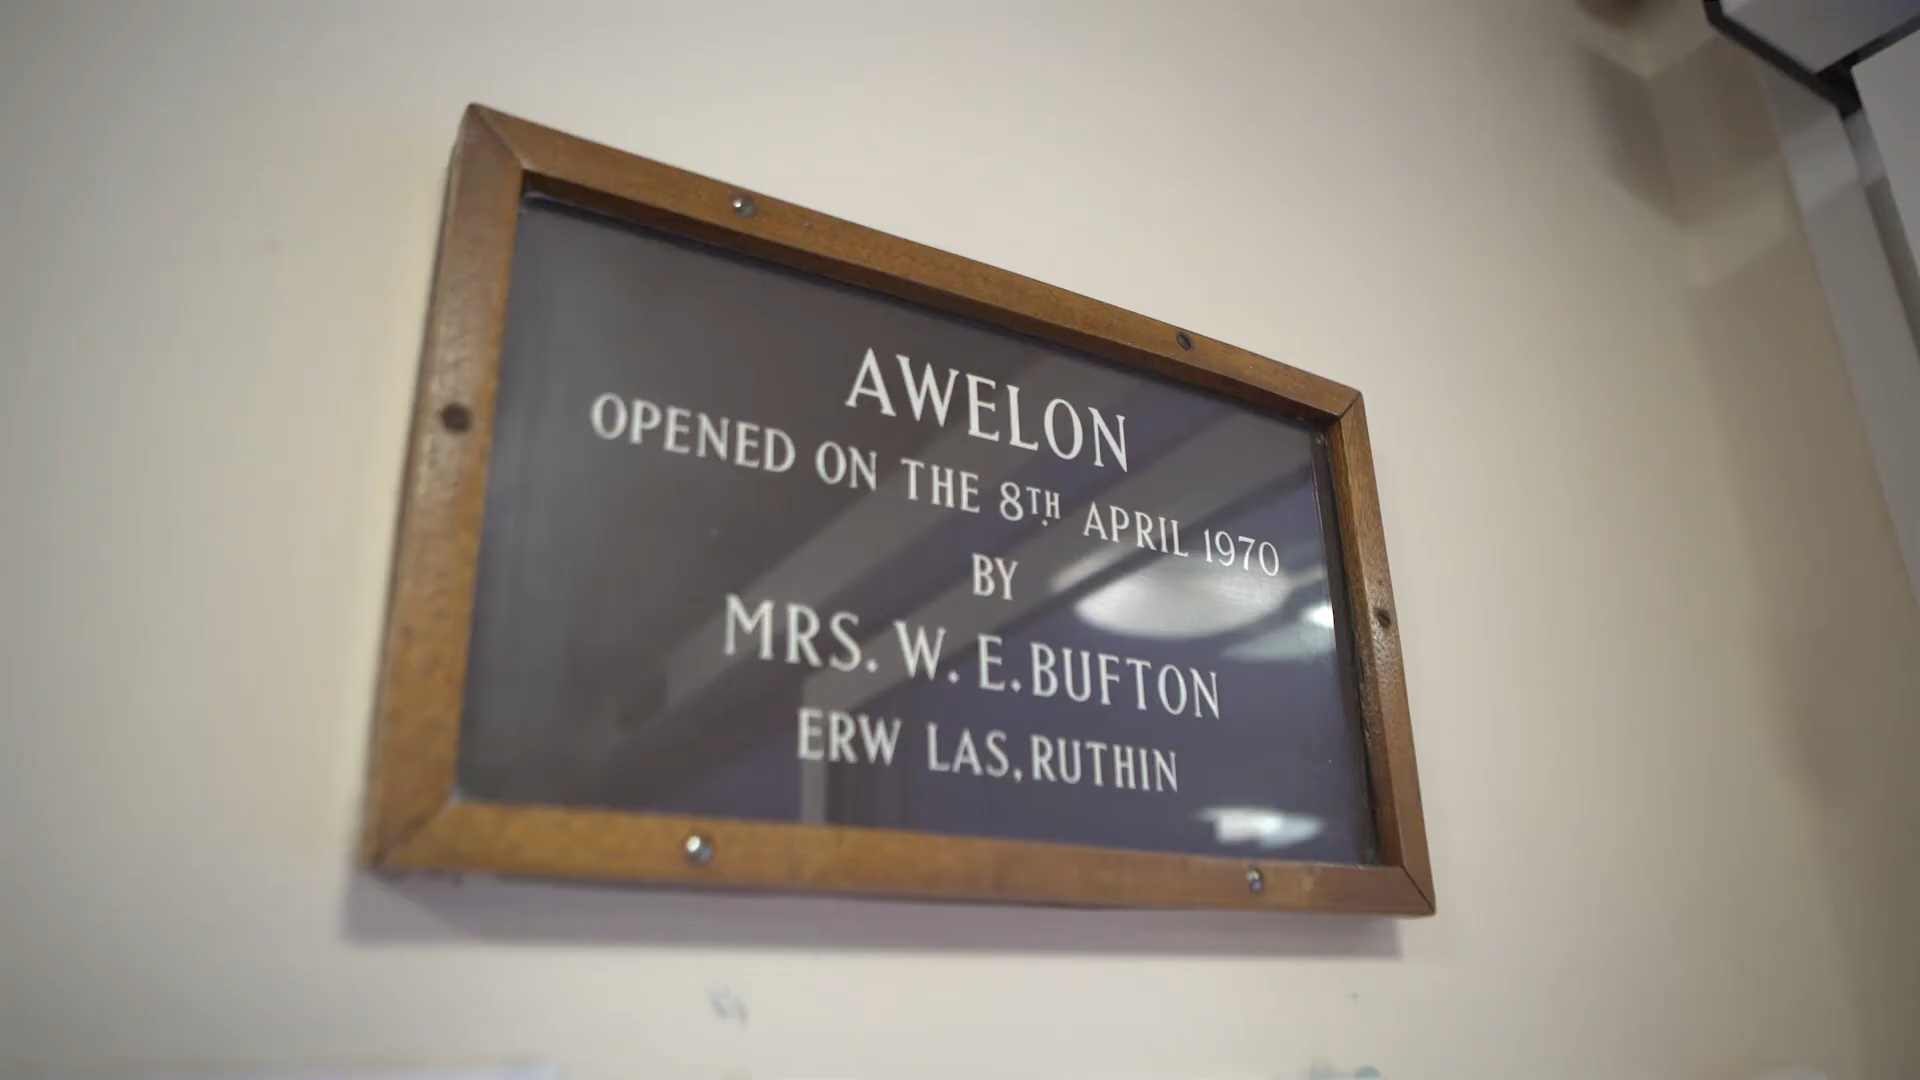 AWELON
OPENED ON THE 8TH APRIL 1970
BY
MRS. W. E. BUFTON
ERW LAS, RUTHIN